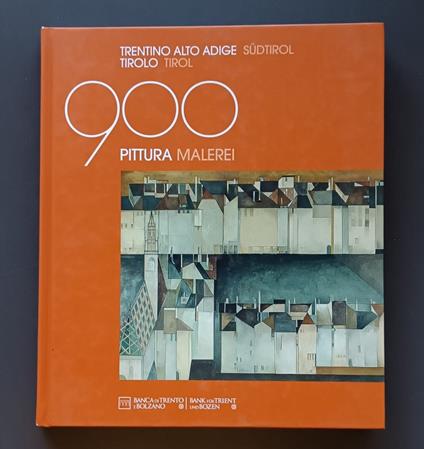 TRENTINO ALTO ADIGE SÜDTIROL
TIROLO TIROL
900
PITTURA MALEREI
BANCA DI TRENTO E BOLZANO
BANK FÜR TRIENT UND BOZEN